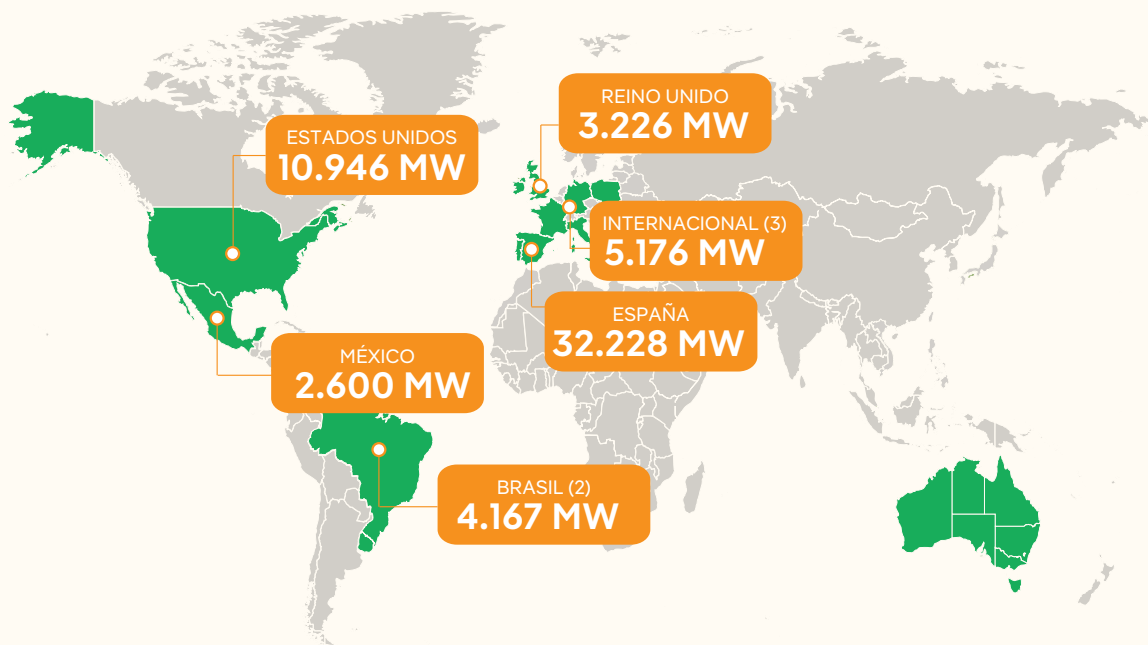 REINO UNIDO
3.226 MW
ESTADOS UNIDOS
10.946 MW
INTERNACIONAL (3)
5.176 MW
ESPAÑA
32.228 MW
MÉXICO
2.600 MW
BRASIL (2)
4.167 MW